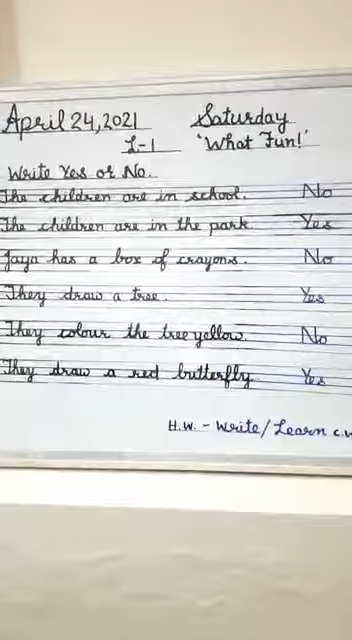 April 24, 2021 Saturday
L-1 'What Fun!'
Write Yes or No.
The children are in school. No
The children are in the park. Yes
Jaya has a box of crayons. No
They draw a tree. Yes
They colour the tree yellow. No
They draw a red butterfly. Yes
H.W. - Write/Learn c.w